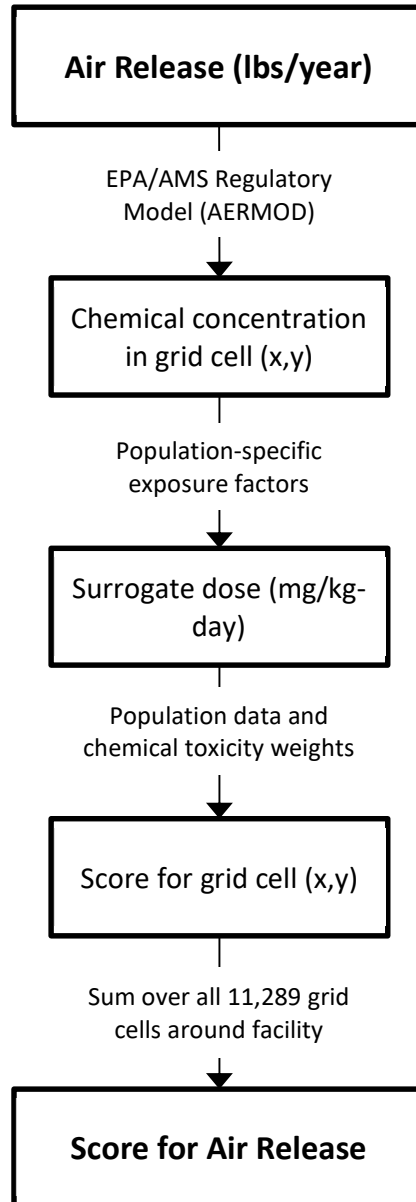 Air Release (lbs/year)
EPA/AMS Regulatory
Model (AERMOD)
Chemical concentration
in grid cell (x,y)
Population-specific
exposure factors
Surrogate dose (mg/kg-
day)
Population data and
chemical toxicity weights
Score for grid cell (x,y)
Sum over all 11,289 grid
cells around facility
Score for Air Release